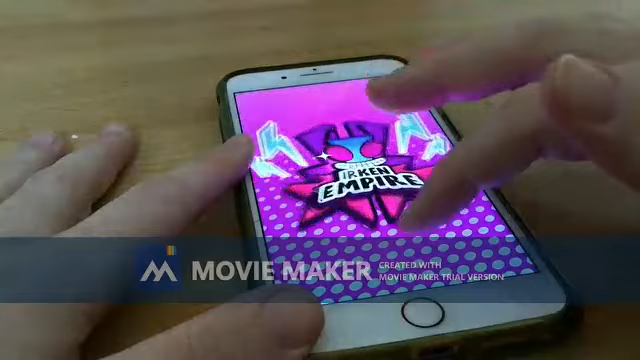 IRKEN
EMPIRE
MOVIE MAKER
CREATED WITH
MOVIE MAKER TRIAL VERSION